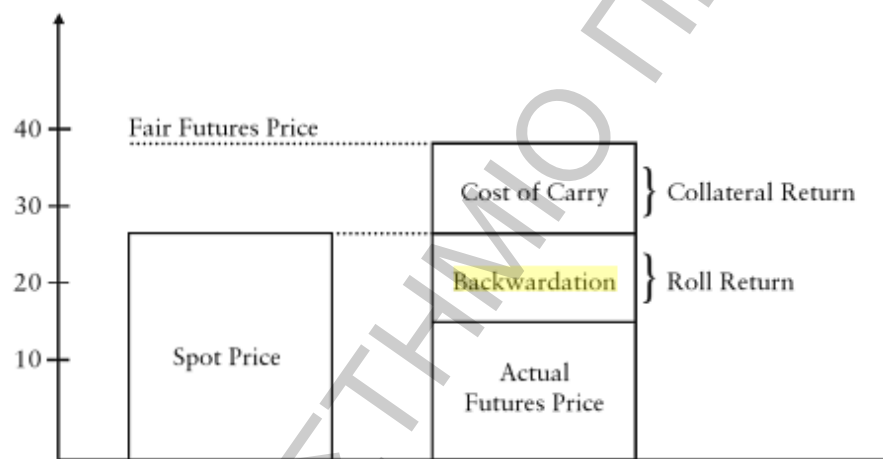 40
Fair Futures Price
Cost of Carry
Collateral Return
30
20
Backwardation
Roll Return
10
Spot Price
Actual
Futures Price